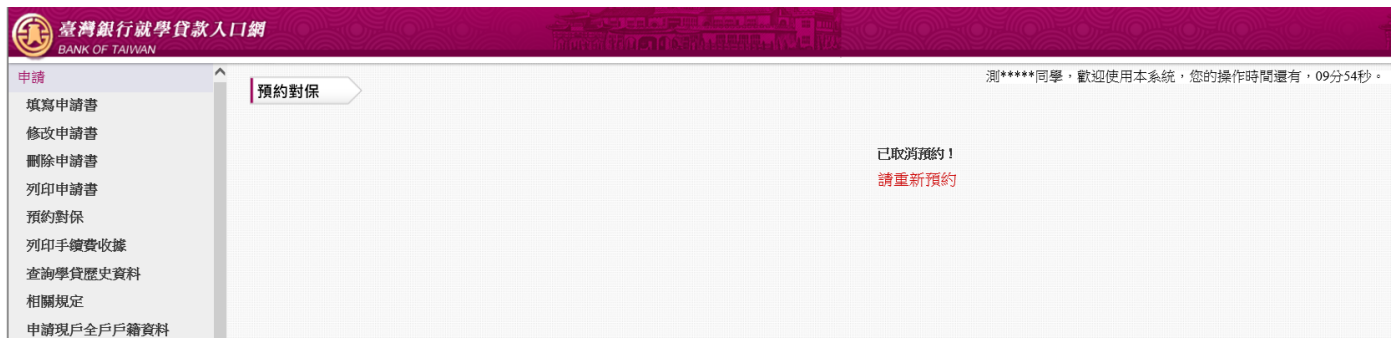 臺灣銀行就學貸款入口網
BANK OF TAIWAN
測*****同學，歡迎使用本系統，您的操作時間還有，09分54秒。
申請
填寫申請書
修改申請書
刪除申請書
列印申請書
預約對保
列印手續費收據
查詢學貸歷史資料
相關規定
申請現戶全戶戶籍資料
預約對保
已取消預約！
請重新預約